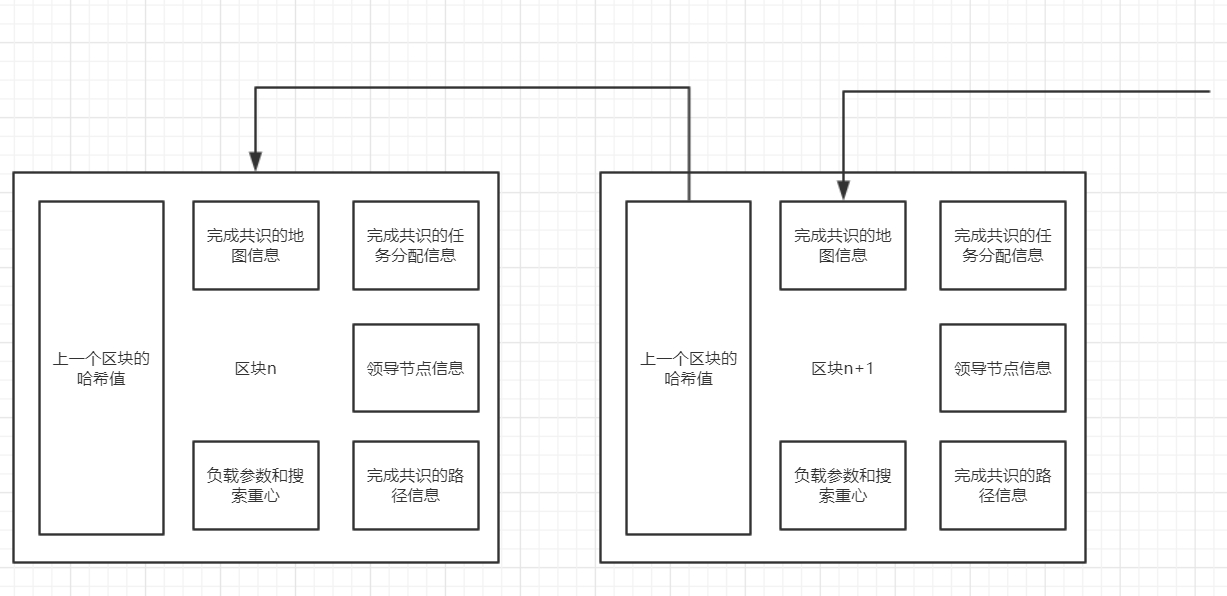 上一个区块的
哈希值
完成共识的地
图信息
完成共识的任
务分配信息
区块n
领导节点信息
负载参数和搜
索重心
完成共识的路
径信息
上一个区块的
哈希值
完成共识的地
图信息
完成共识的任
务分配信息
区块n+1
领导节点信息
负载参数和搜
索重心
完成共识的路
径信息